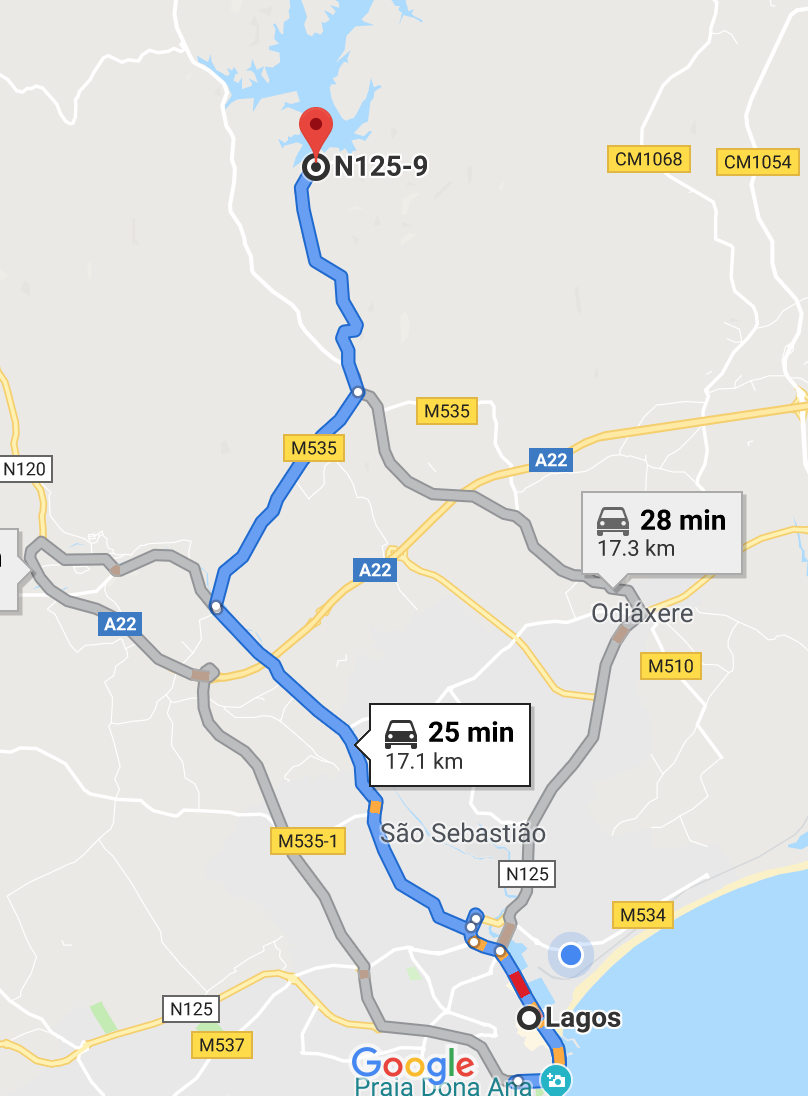 N125-9
CM1068
CM1054
M535
M535
A22
N120
28 min
17.3 km
A22
Odiáxere
A22
M510
25 min
17.1 km
São Sebastião
M535-1
N125
M534
N125
Lagos
M537
Google
Praia Dona Ana